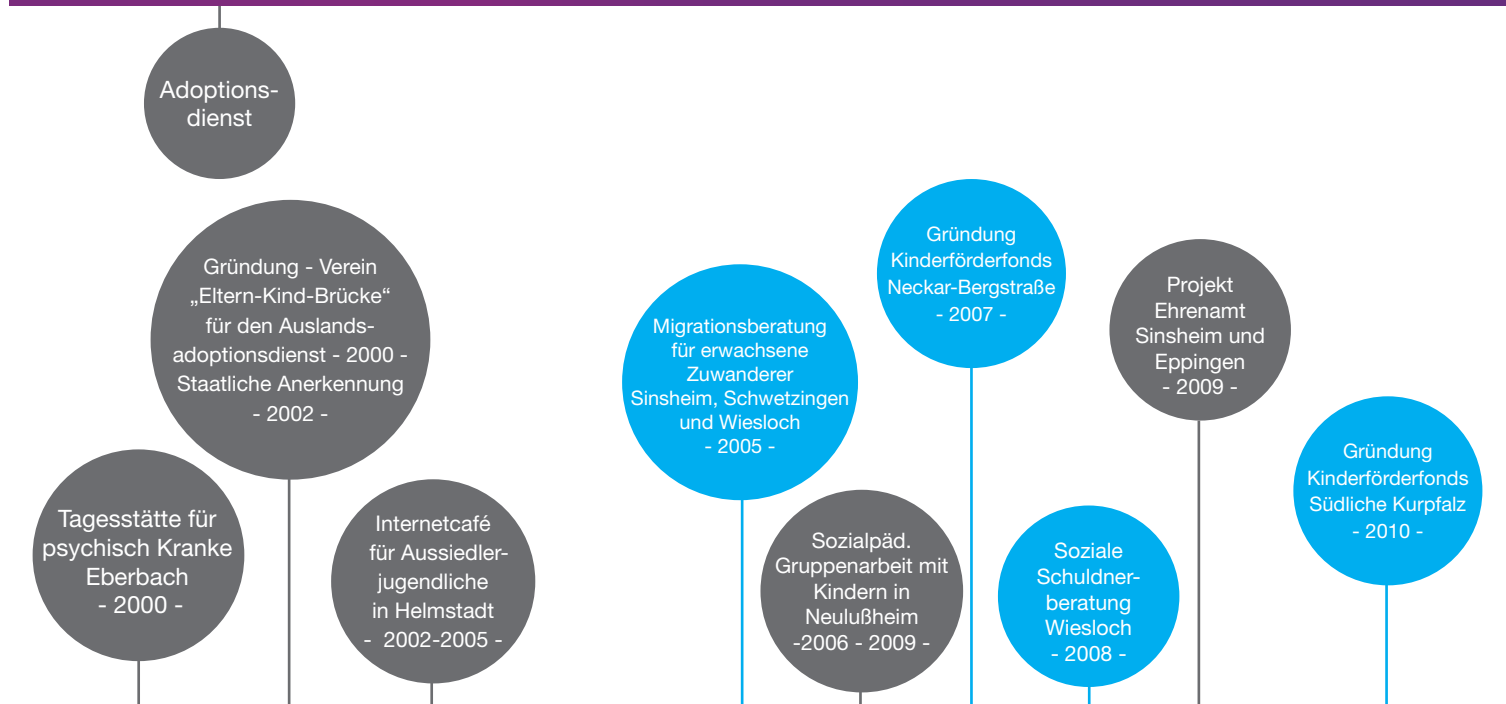 Adoptions-
dienst
Gründung - Verein
„Eltern-Kind-Brücke“
für den Auslands-
adoptionsdienst - 2000 -
Staatliche Anerkennung
- 2002 -
Tagesstätte für
psychisch Kranke
Eberbach
- 2000 -
Internetcafé
für Aussiedler-
jugendliche
in Helmstadt
- 2002-2005 -
Migrationsberatung
für erwachsene
Zuwanderer
Sinsheim, Schwetzingen
und Wiesloch
- 2005 -
Sozialpäd.
Gruppenarbeit mit
Kindern in
Neulußheim
-2006 - 2009 -
Gründung
Kinderförderfonds
Neckar-Bergstraße
- 2007 -
Soziale
Schuldner-
beratung
Wiesloch
- 2008 -
Projekt
Ehrenamt
Sinsheim und
Eppingen
- 2009 -
Gründung
Kinderförderfonds
Südliche Kurpfalz
- 2010 -